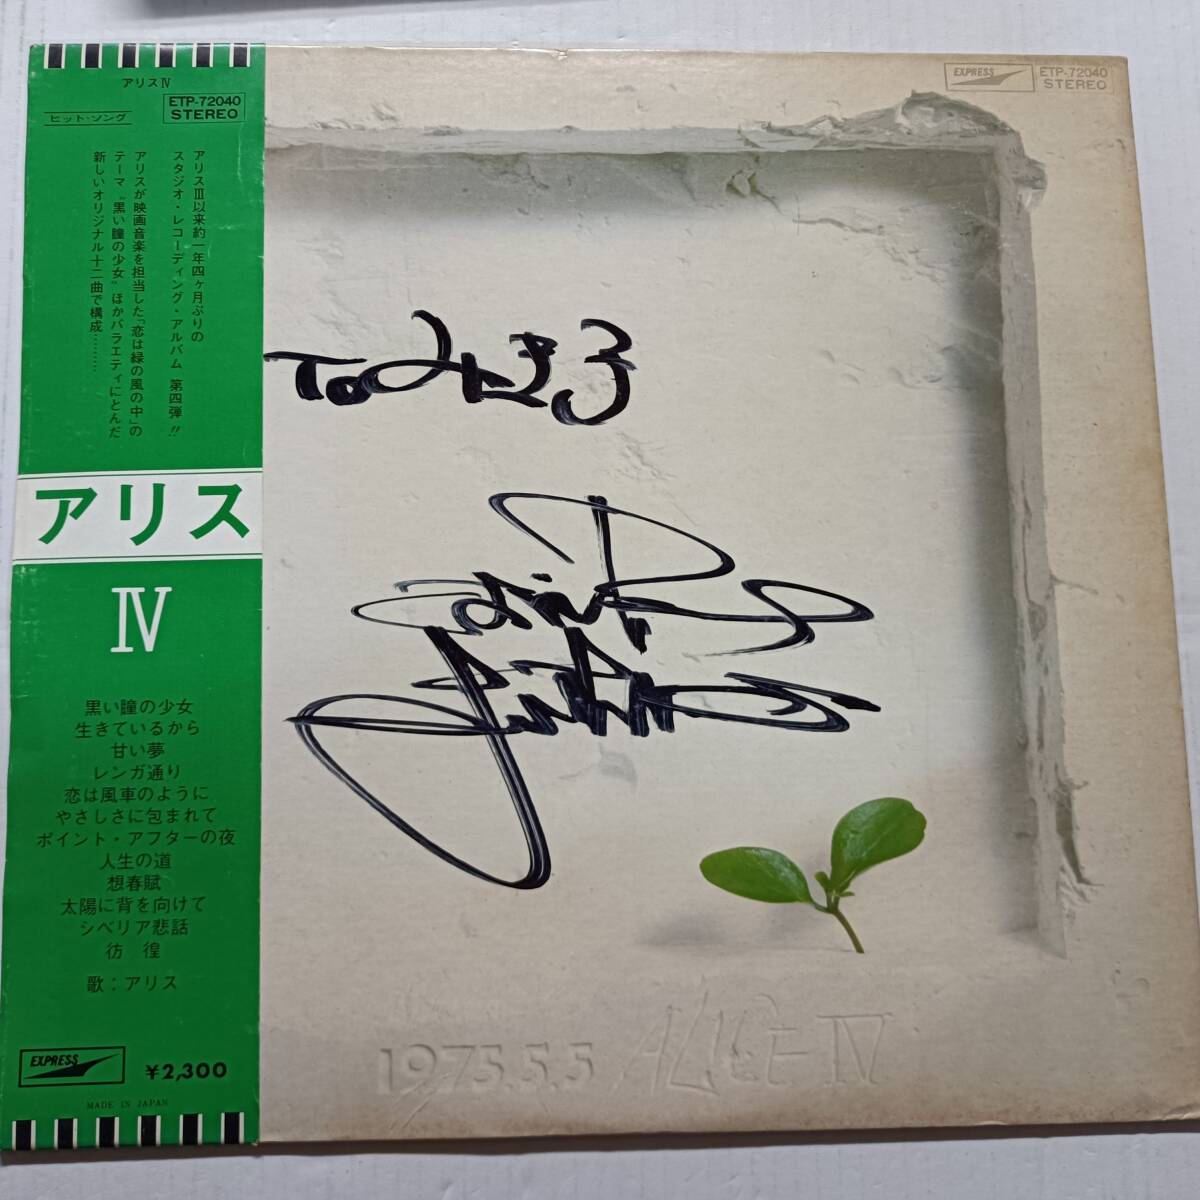 アリスⅣ
ETP-72040
STEREO
ヒット・ソング
アリスⅢ以来約一年四ヶ月ぶりの
スタジオ・レコーディング・アルバム 第四弾!!
アリスが映画音楽を担当した「恋は緑の風の中」の
テーマ“黒い瞳の少女”ほかバラエティにとんだ
新しいオリジナル十二曲で構成………
アリス
Ⅳ
黒い瞳の少女
生きているから
甘い夢
レンガ通り
恋は風車のように
やさしさに包まれて
ポイント・アフターの夜
人生の道
想春賦
太陽に背を向けて
シベリア悲話
彷徨
歌:アリス
EXPRESS
¥2,300
MADE IN JAPAN
EXPRESS
ETP-72040
STEREO
To
1975.5.5 ALICE IV